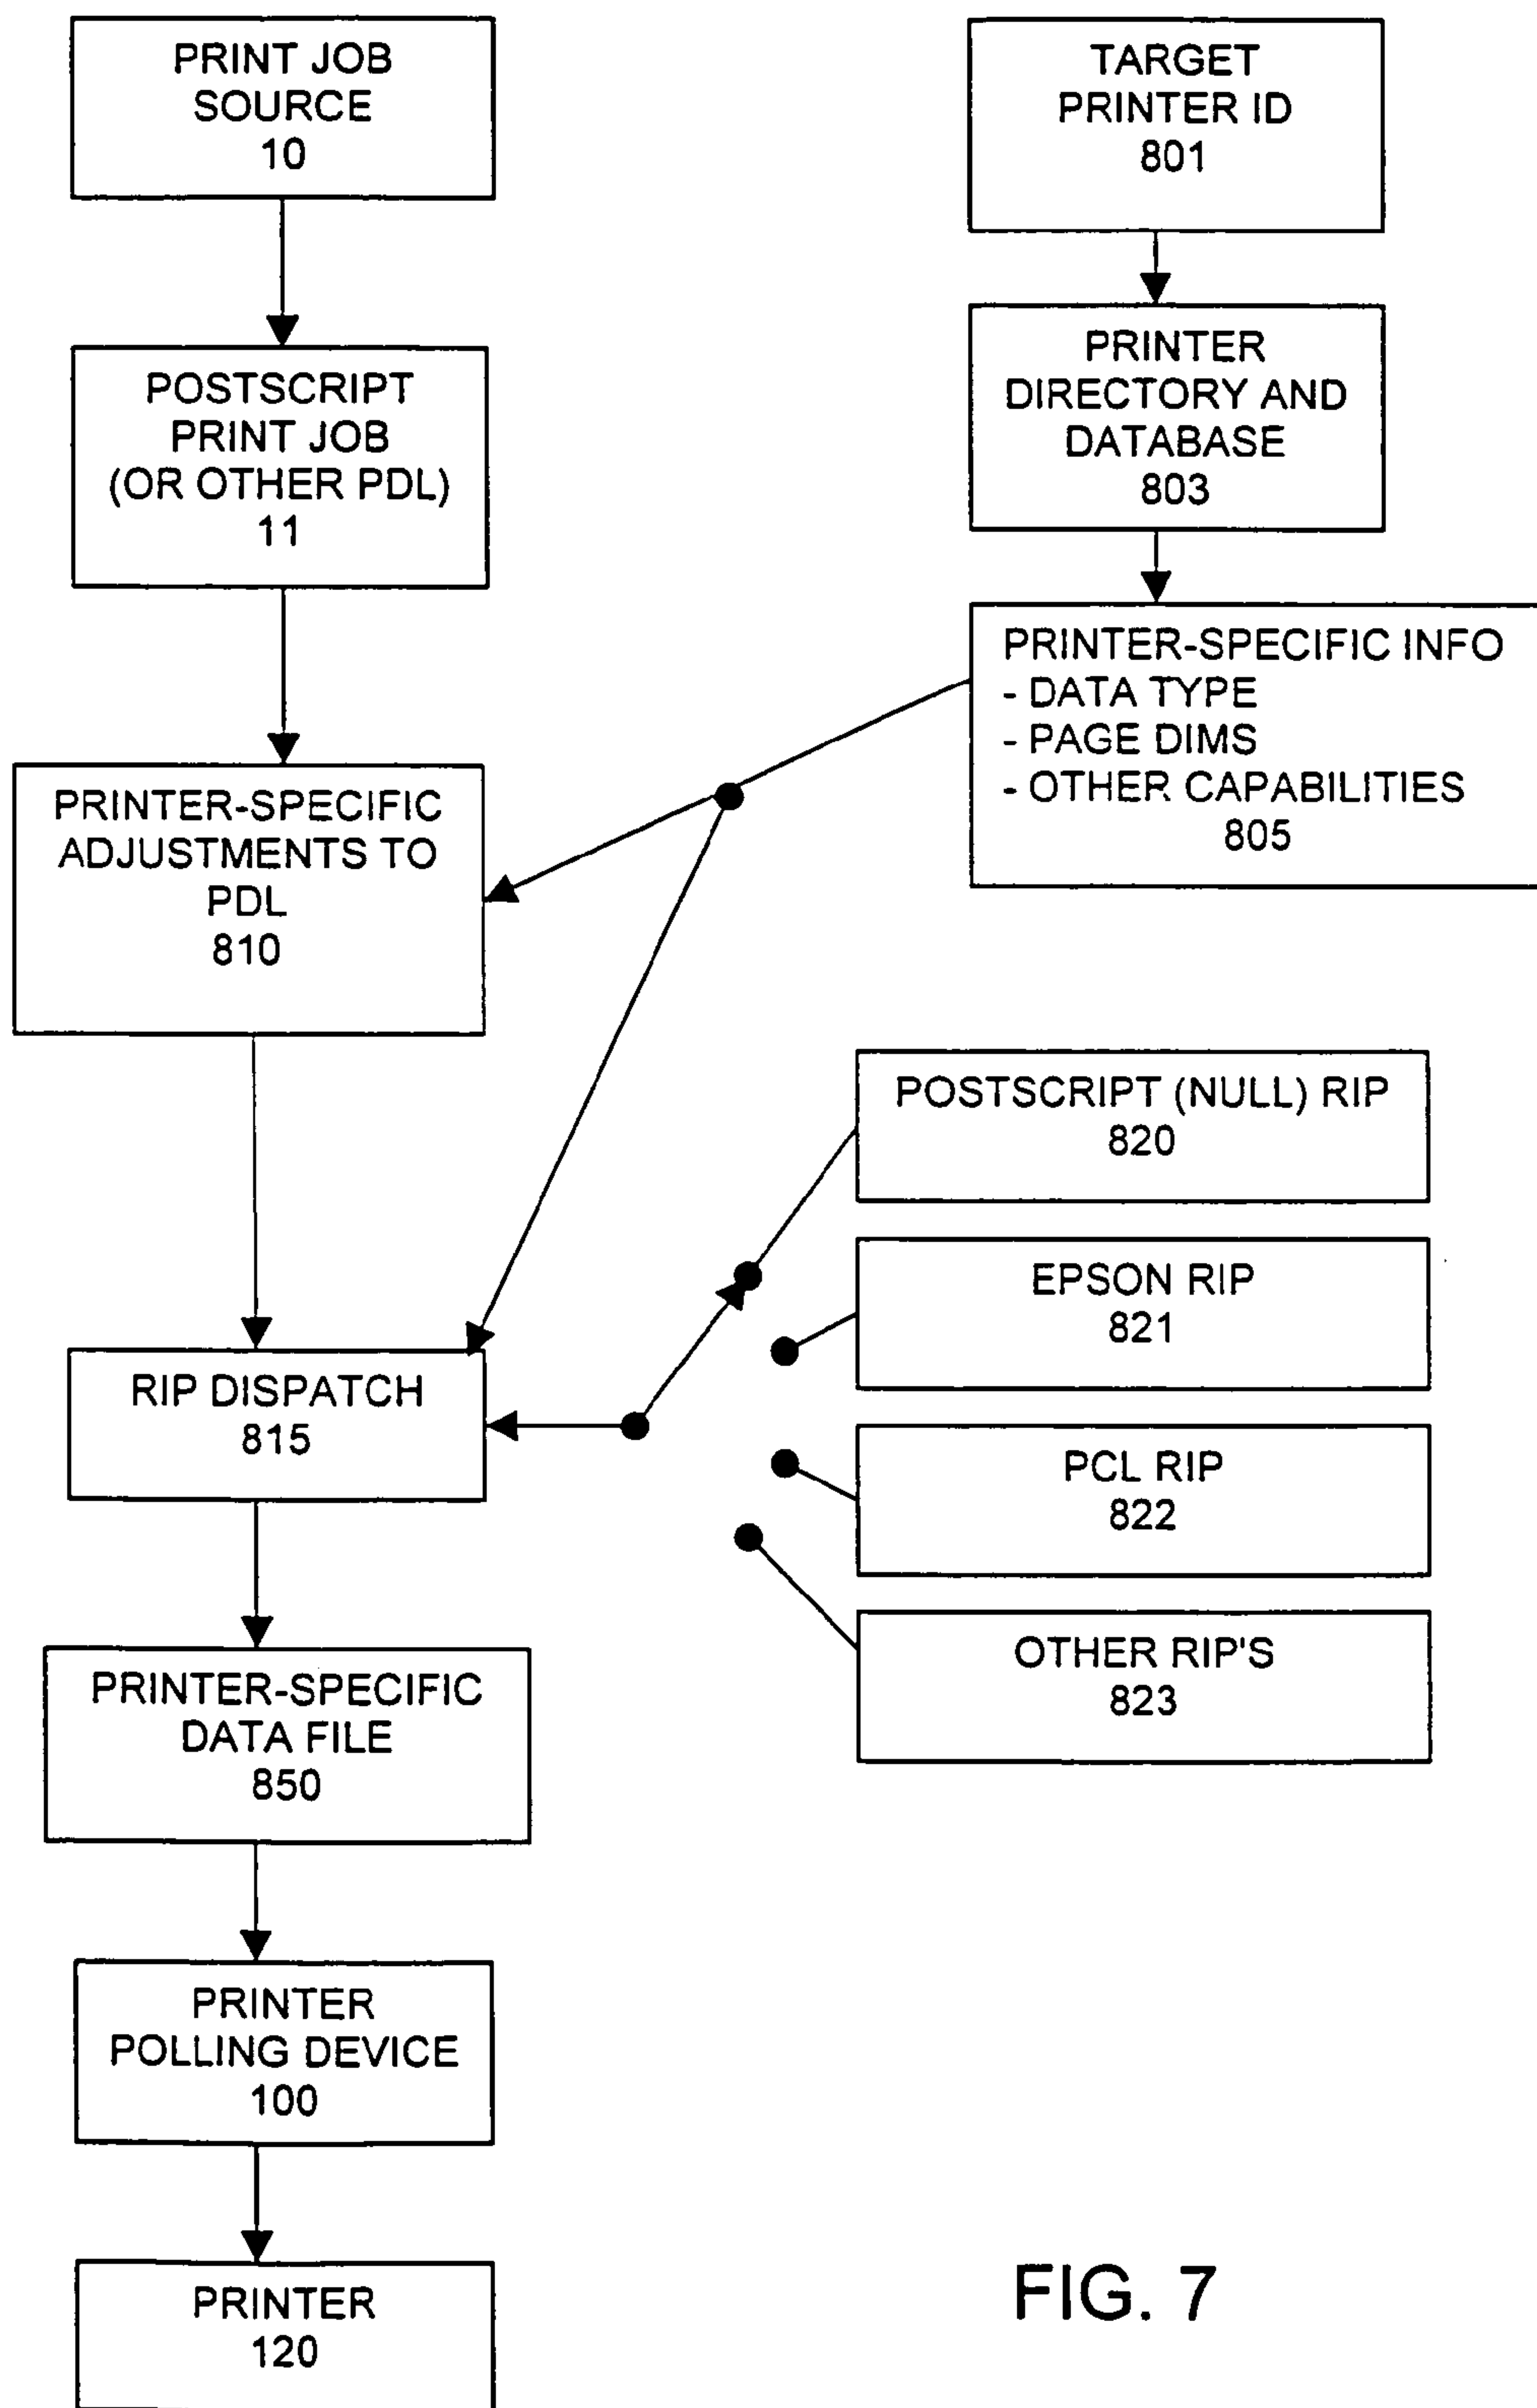 PRINT JOB
SOURCE
10
TARGET
PRINTER ID
801
POSTSCRIPT
PRINT JOB
(OR OTHER PDL)
11
PRINTER
DIRECTORY AND
DATABASE
803
PRINTER-SPECIFIC INFO
- DATA TYPE
- PAGE DIMS
- OTHER CAPABILITIES
805
PRINTER-SPECIFIC
ADJUSTMENTS TO
PDL
810
POSTSCRIPT (NULL) RIP
820
EPSON RIP
821
RIP DISPATCH
815
PCL RIP
822
OTHER RIP'S
823
PRINTER-SPECIFIC
DATA FILE
850
PRINTER
POLLING DEVICE
100
PRINTER
120
FIG. 7